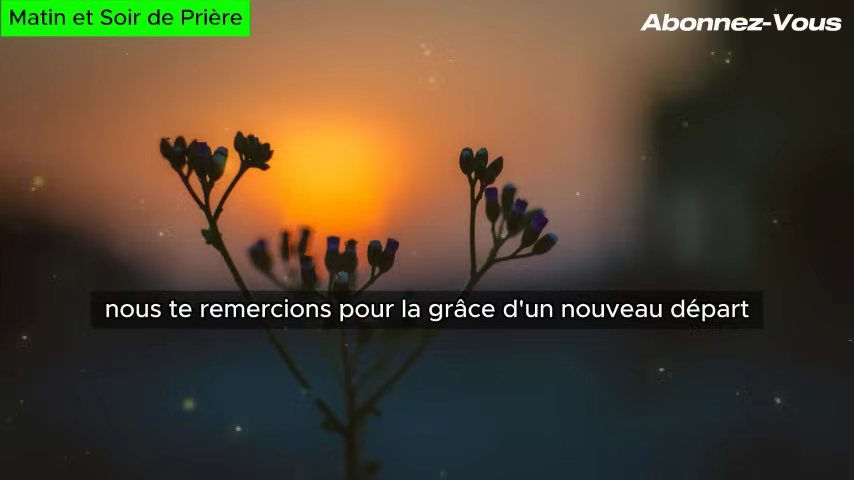 Matin et Soir de Prière
Abonnez-Vous
nous te remercions pour la grâce d'un nouveau départ